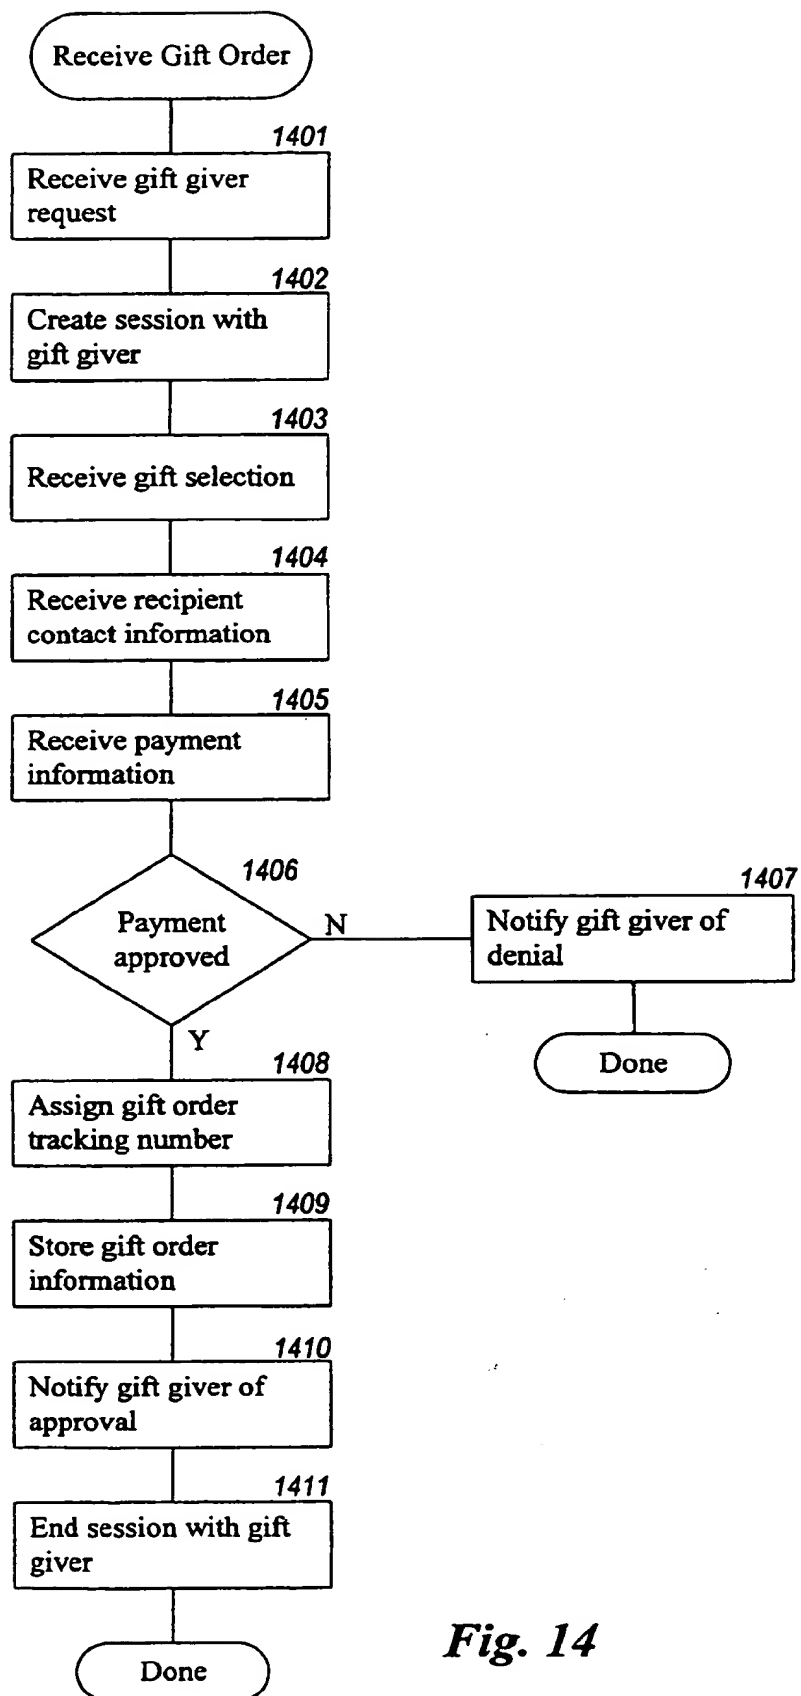 Receive Gift Order
1401
Receive gift giver
request
1402
Create session with
gift giver
1403
Receive gift selection
1404
Receive recipient
contact information
1405
Receive payment
information
1406
Payment
approved
N
1407
Notify gift giver of
denial
Done
Y
1408
Assign gift order
tracking number
1409
Store gift order
information
1410
Notify gift giver of
approval
1411
End session with gift
giver
Done
Fig. 14